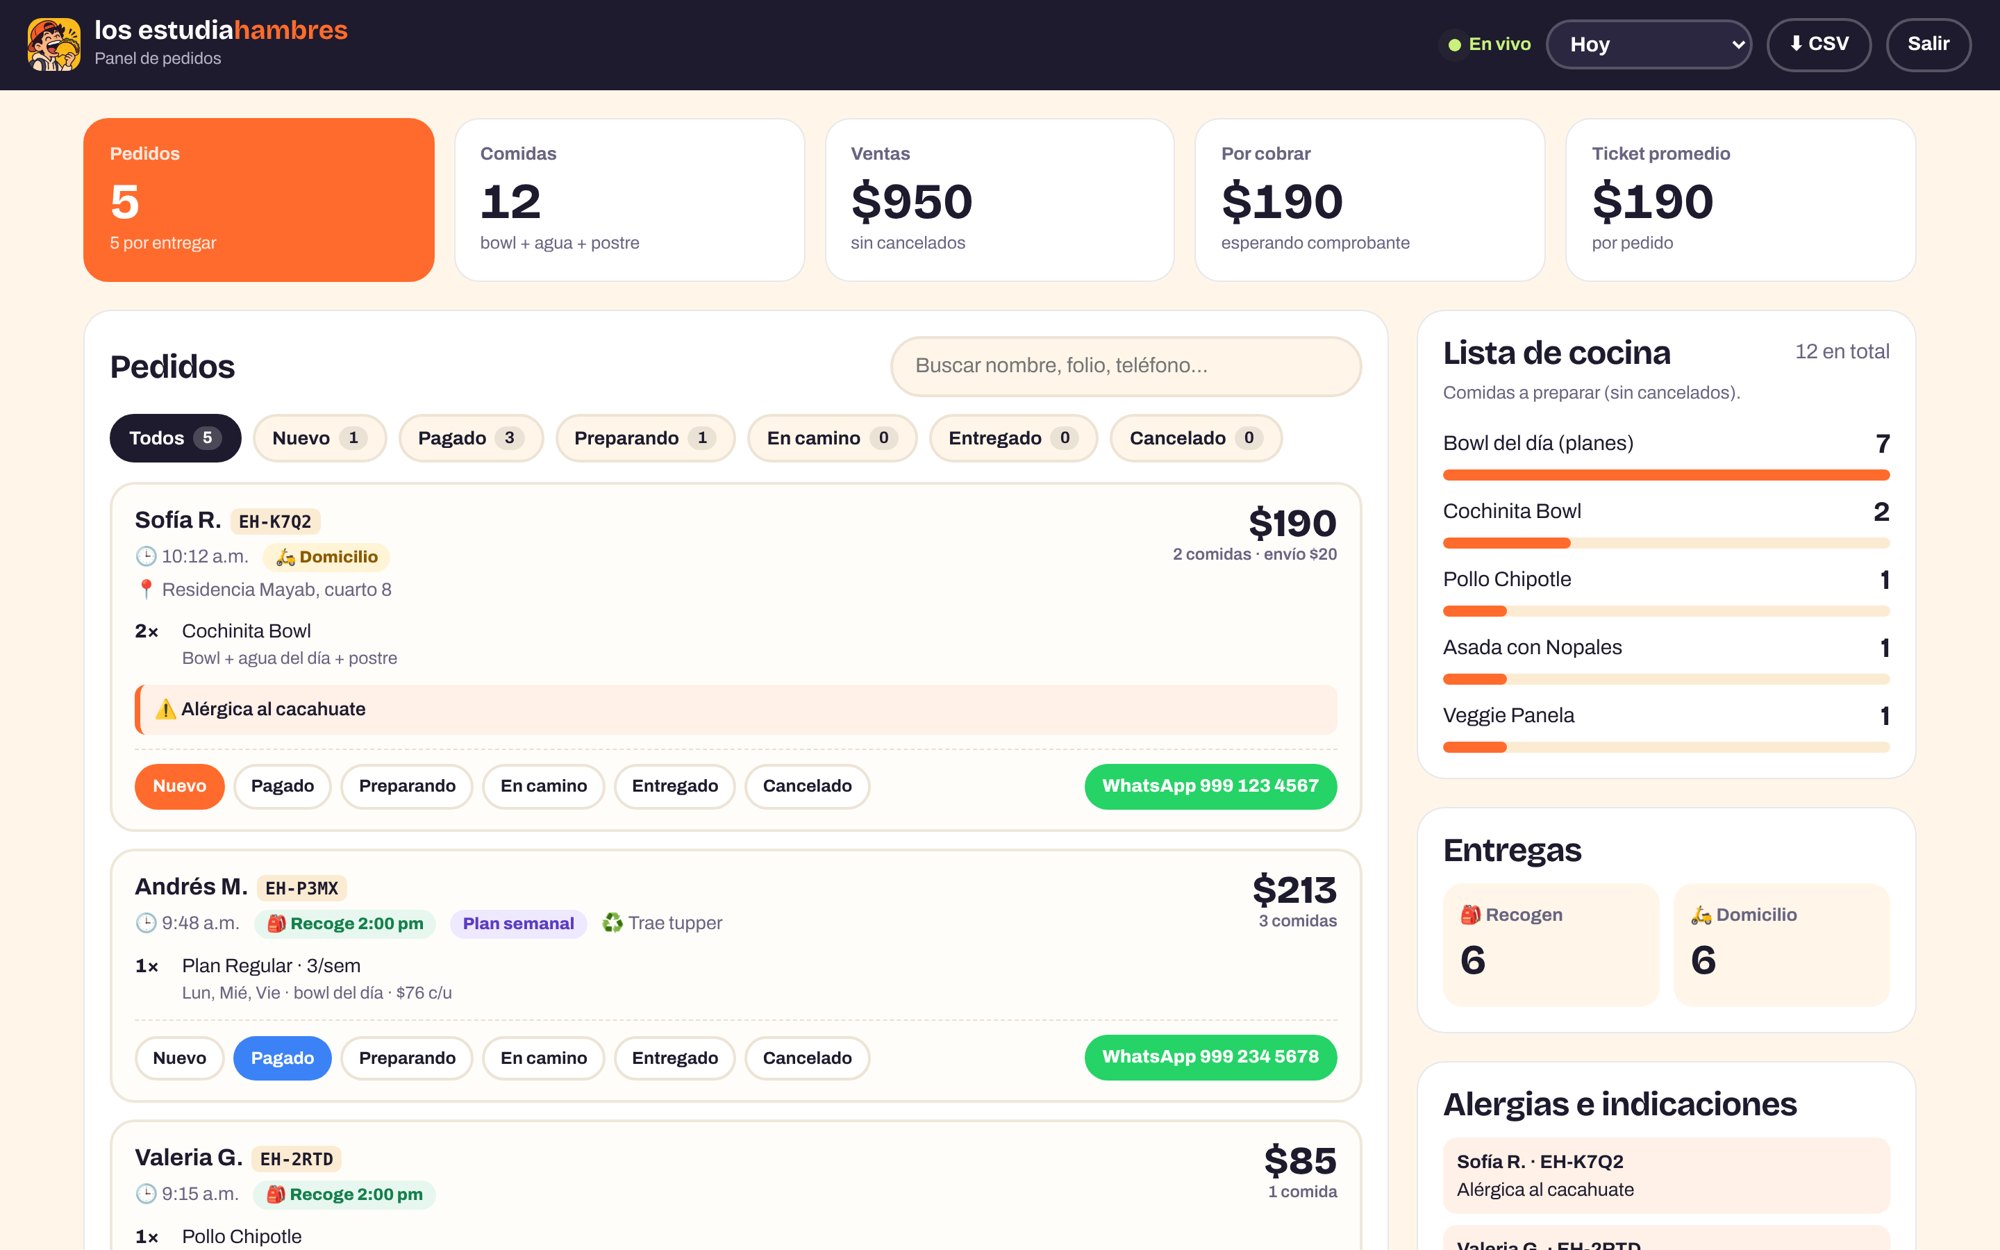 los estudiahambres
Panel de pedidos
En vivo
Hoy
⬇ CSV
Salir
Pedidos
5
5 por entregar
Comidas
12
bowl + agua + postre
Ventas
$950
sin cancelados
Por cobrar
$190
esperando comprobante
Ticket promedio
$190
por pedido
Pedidos
Buscar nombre, folio, teléfono...
Todos 5
Nuevo 1
Pagado 3
Preparando 1
En camino 0
Entregado 0
Cancelado 0
Sofía R. EH-K7Q2
$190
🕒 10:12 a.m. 🛵 Domicilio
2 comidas · envío $20
📍 Residencia Mayab, cuarto 8
2× Cochinita Bowl
Bowl + agua del día + postre
⚠️ Alérgica al cacahuate
Nuevo Pagado Preparando En camino Entregado Cancelado WhatsApp 999 123 4567
Andrés M. EH-P3MX
$213
🕒 9:48 a.m. 🎒 Recoge 2:00 pm Plan semanal ♻️ Trae tupper
3 comidas
1× Plan Regular · 3/sem
Lun, Mié, Vie · bowl del día · $76 c/u
Nuevo Pagado Preparando En camino Entregado Cancelado WhatsApp 999 234 5678
Valeria G. EH-2RTD
$85
🕒 9:15 a.m. 🎒 Recoge 2:00 pm
1 comida
1× Pollo Chipotle
Lista de cocina
12 en total
Comidas a preparar (sin cancelados).
Bowl del día (planes) 7
Cochinita Bowl 2
Pollo Chipotle 1
Asada con Nopales 1
Veggie Panela 1
Entregas
🎒 Recogen
6
🛵 Domicilio
6
Alergias e indicaciones
Sofía R. · EH-K7Q2
Alérgica al cacahuate
Valeria G. · EH-2RTD